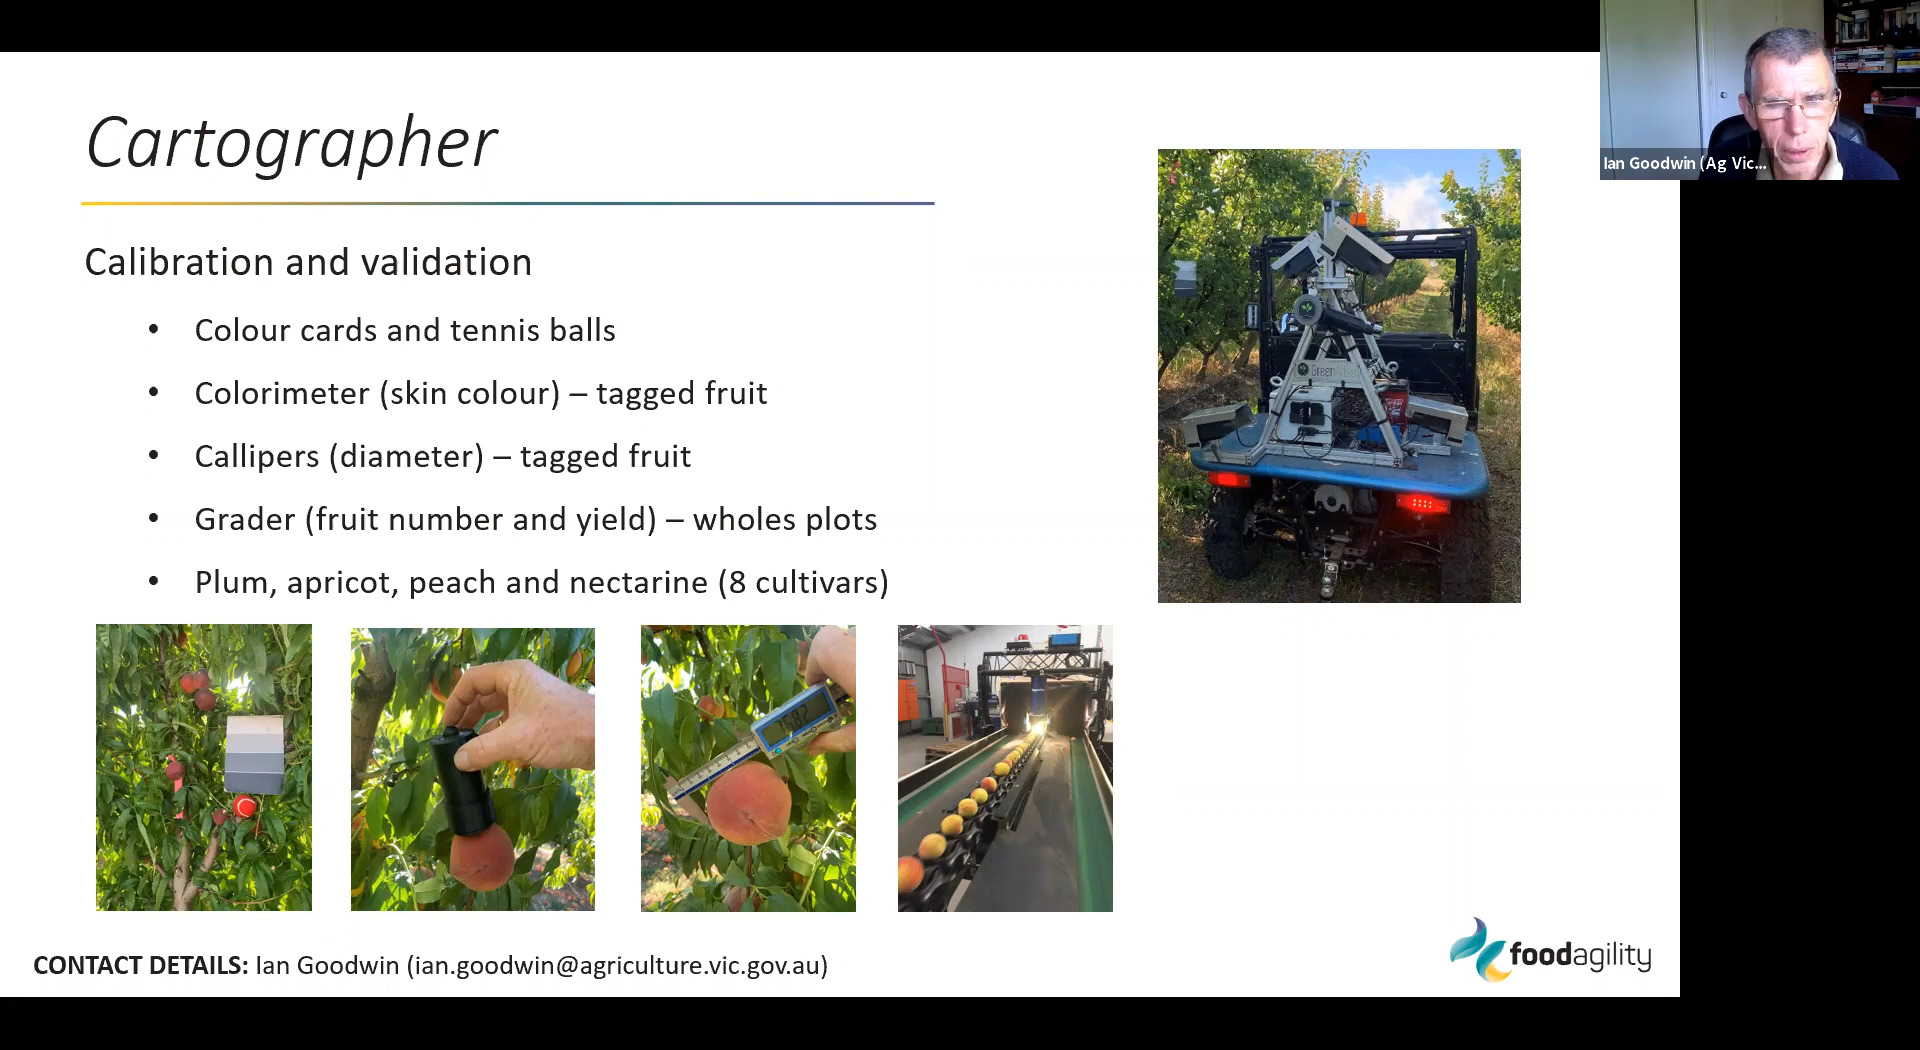 Cartographer
Calibration and validation
• Colour cards and tennis balls
• Colorimeter (skin colour) – tagged fruit
• Callipers (diameter) – tagged fruit
• Grader (fruit number and yield) – wholes plots
• Plum, apricot, peach and nectarine (8 cultivars)
CONTACT DETAILS: Ian Goodwin (ian.goodwin@agriculture.vic.gov.au)
foodagility
Ian Goodwin (Ag Vic...